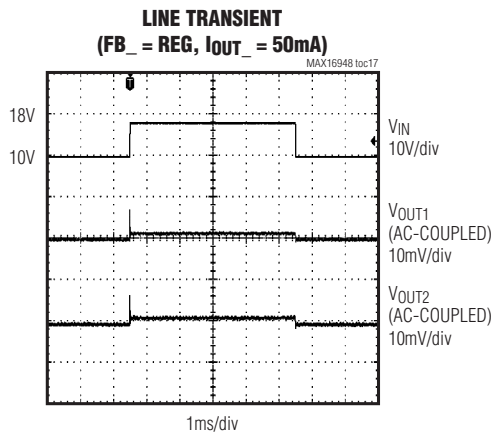 LINE TRANSIENT
(FB_ = REG, IOUT_ = 50mA)
MAX16948 toc17
T
18V
10V
VIN
10V/div
VOUT1
(AC-COUPLED)
10mV/div
VOUT2
(AC-COUPLED)
10mV/div
1ms/div